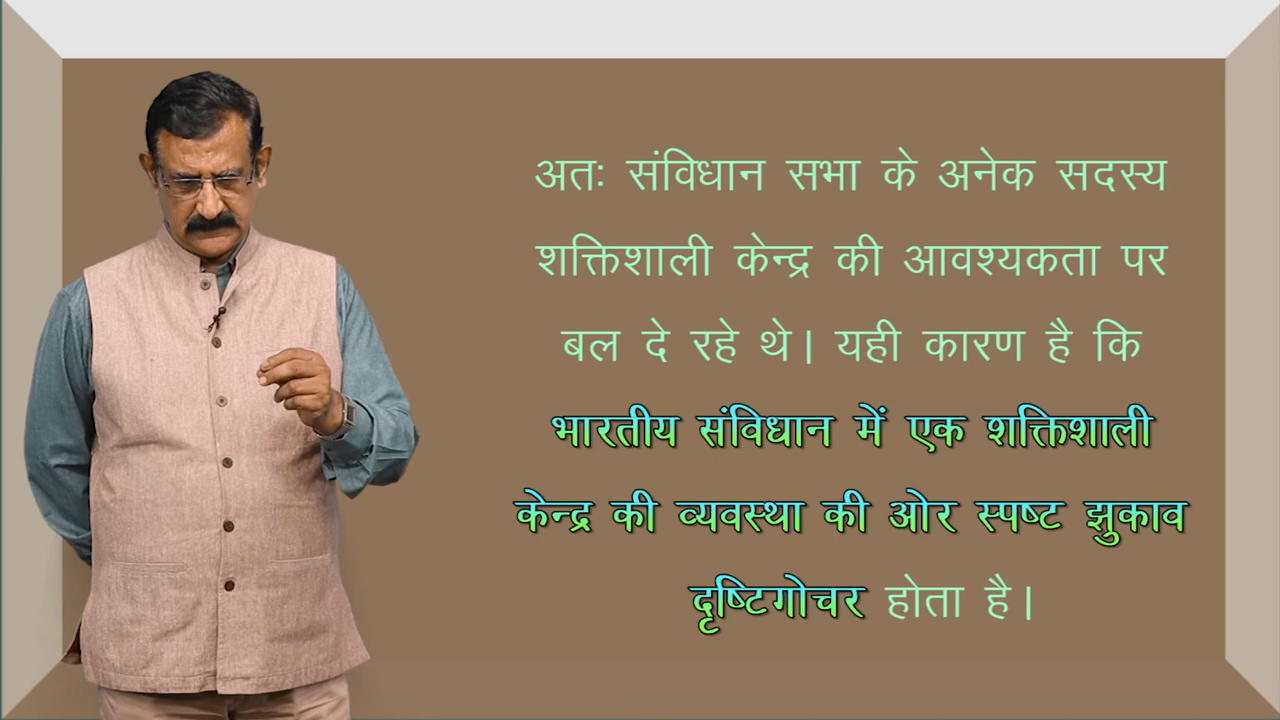 अतः संविधान सभा के अनेक सदस्य
शक्तिशाली केन्द्र की आवश्यकता पर
बल दे रहे थे। यही कारण है कि
भारतीय संविधान में एक शक्तिशाली
केन्द्र की व्यवस्था की ओर स्पष्ट झुकाव
दृष्टिगोचर होता है।